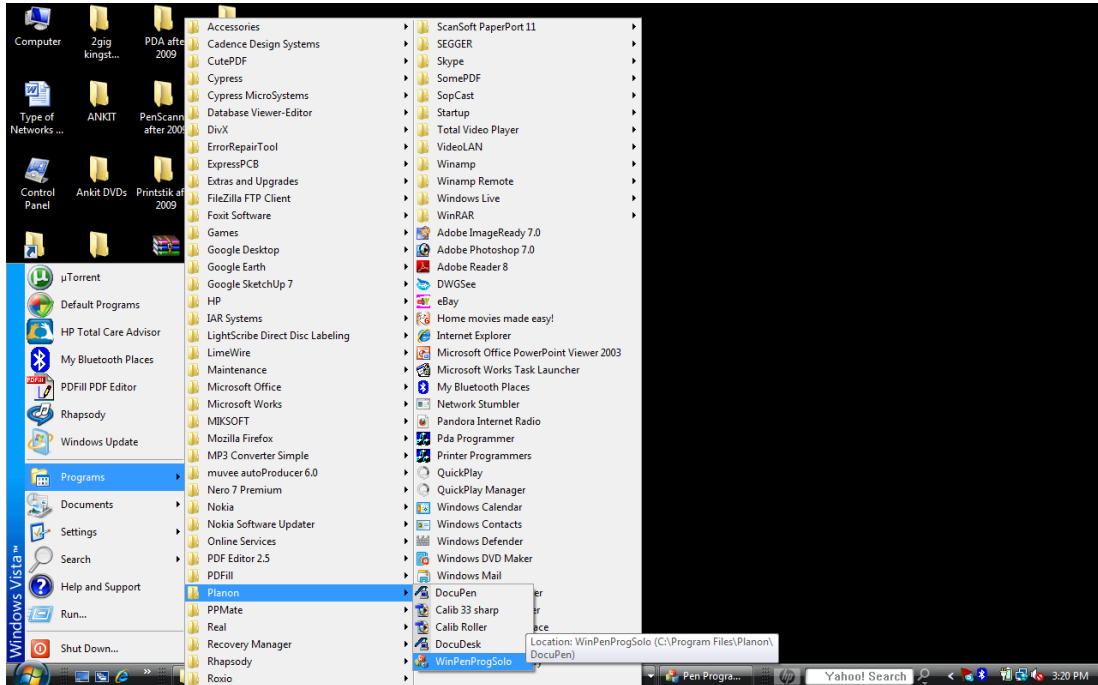 Computer
2gig
kingst...
PDA afte
2009
Type of
Networks ...
ANKIT
PenScann
after 2009
Control
Panel
Ankit DVDs
Printstik af
2009
µTorrent
Default Programs
HP Total Care Advisor
My Bluetooth Places
PDFill PDF Editor
Rhapsody
Windows Update
Programs
Documents
Settings
Search
Help and Support
Run...
Shut Down...
Windows Vista™
Accessories
Cadence Design Systems
CutePDF
Cypress
Cypress MicroSystems
Database Viewer-Editor
DivX
ErrorRepairTool
ExpressPCB
Extras and Upgrades
FileZilla FTP Client
Foxit Software
Games
Google Desktop
Google Earth
Google SketchUp 7
HP
IAR Systems
LightScribe Direct Disc Labeling
LimeWire
Maintenance
Microsoft Office
Microsoft Works
MIKSOFT
Mozilla Firefox
MP3 Converter Simple
muvee autoProducer 6.0
Nero 7 Premium
Nokia
Nokia Software Updater
Online Services
PDF Editor 2.5
PDFill
Planon
PPMate
Real
Recovery Manager
Rhapsody
Roxio
ScanSoft PaperPort 11
SEGGER
Skype
SomePDF
SopCast
Startup
Total Video Player
VideoLAN
Winamp
Winamp Remote
Windows Live
WinRAR
Adobe ImageReady 7.0
Adobe Photoshop 7.0
Adobe Reader 8
DWGSee
eBay
Home movies made easy!
Internet Explorer
Microsoft Office PowerPoint Viewer 2003
Microsoft Works Task Launcher
My Bluetooth Places
Network Stumbler
Pandora Internet Radio
Pda Programmer
Printer Programmers
QuickPlay
QuickPlay Manager
Windows Calendar
Windows Contacts
Windows Defender
Windows DVD Maker
Windows Mail
DocuPen
er
Calib 33 sharp
er
Calib Roller
ace
DocuDesk
WinPenProgSolo
Location: WinPenProgSolo (C:\Program Files\Planon\
DocuPen)
Pen Progra...
hp
Yahoo! Search
3:20 PM